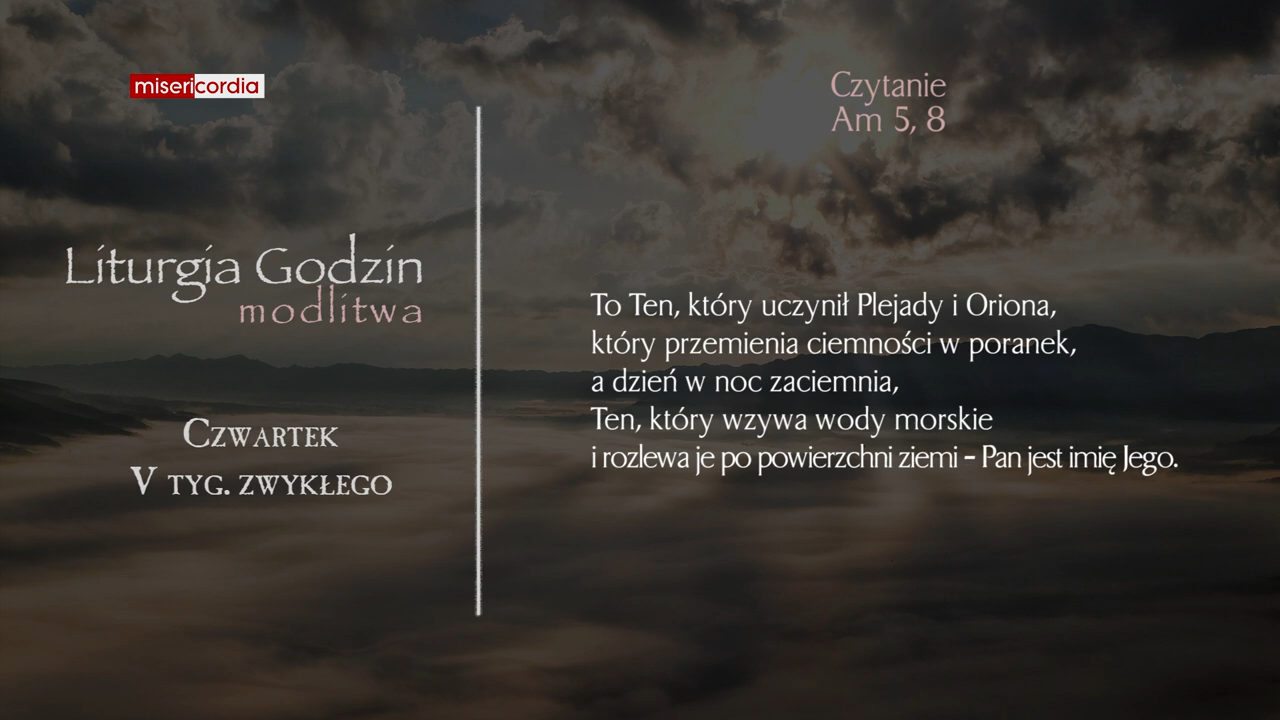 misericordia
Liturgia Godzin
modlitwa
Czwartek
V tyg. zwykłego
Czytanie
Am 5, 8
To Ten, który uczynił Plejady i Oriona,
który przemienia ciemności w poranek,
a dzień w noc zaciemnia,
Ten, który wzywa wody morskie
i rozlewa je po powierzchni ziemi – Pan jest imię Jego.